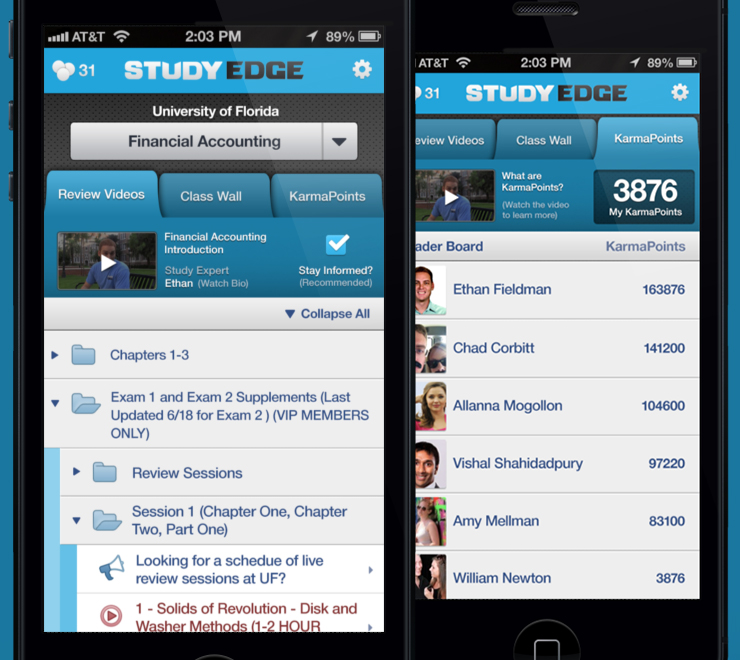 AT&T 2:03 PM 89%
31 STUDY EDGE
University of Florida
Financial Accounting
Review Videos Class Wall KarmaPoints
Financial Accounting
Introduction
Study Expert
Ethan (Watch Bio)
Stay Informed?
(Recommended)
Collapse All
Chapters 1-3
Exam 1 and Exam 2 Supplements (Last
Updated 6/18 for Exam 2 ) (VIP MEMBERS
ONLY)
Review Sessions
Session 1 (Chapter One, Chapter
Two, Part One)
Looking for a schedue of live
review sessions at UF?
1 - Solids of Revolution - Disk and
Washer Methods (1-2 HOUR
AT&T 2:03 PM 89%
31 STUDY EDGE
eview Videos Class Wall KarmaPoints
What are
KarmaPoints?
(Watch the video
to learn more)
3876
My KarmaPoints
ader Board KarmaPoints
Ethan Fieldman 163876
Chad Corbitt 141200
Allanna Mogollon 104600
Vishal Shahidadpury 97220
Amy Mellman 83100
William Newton 3876